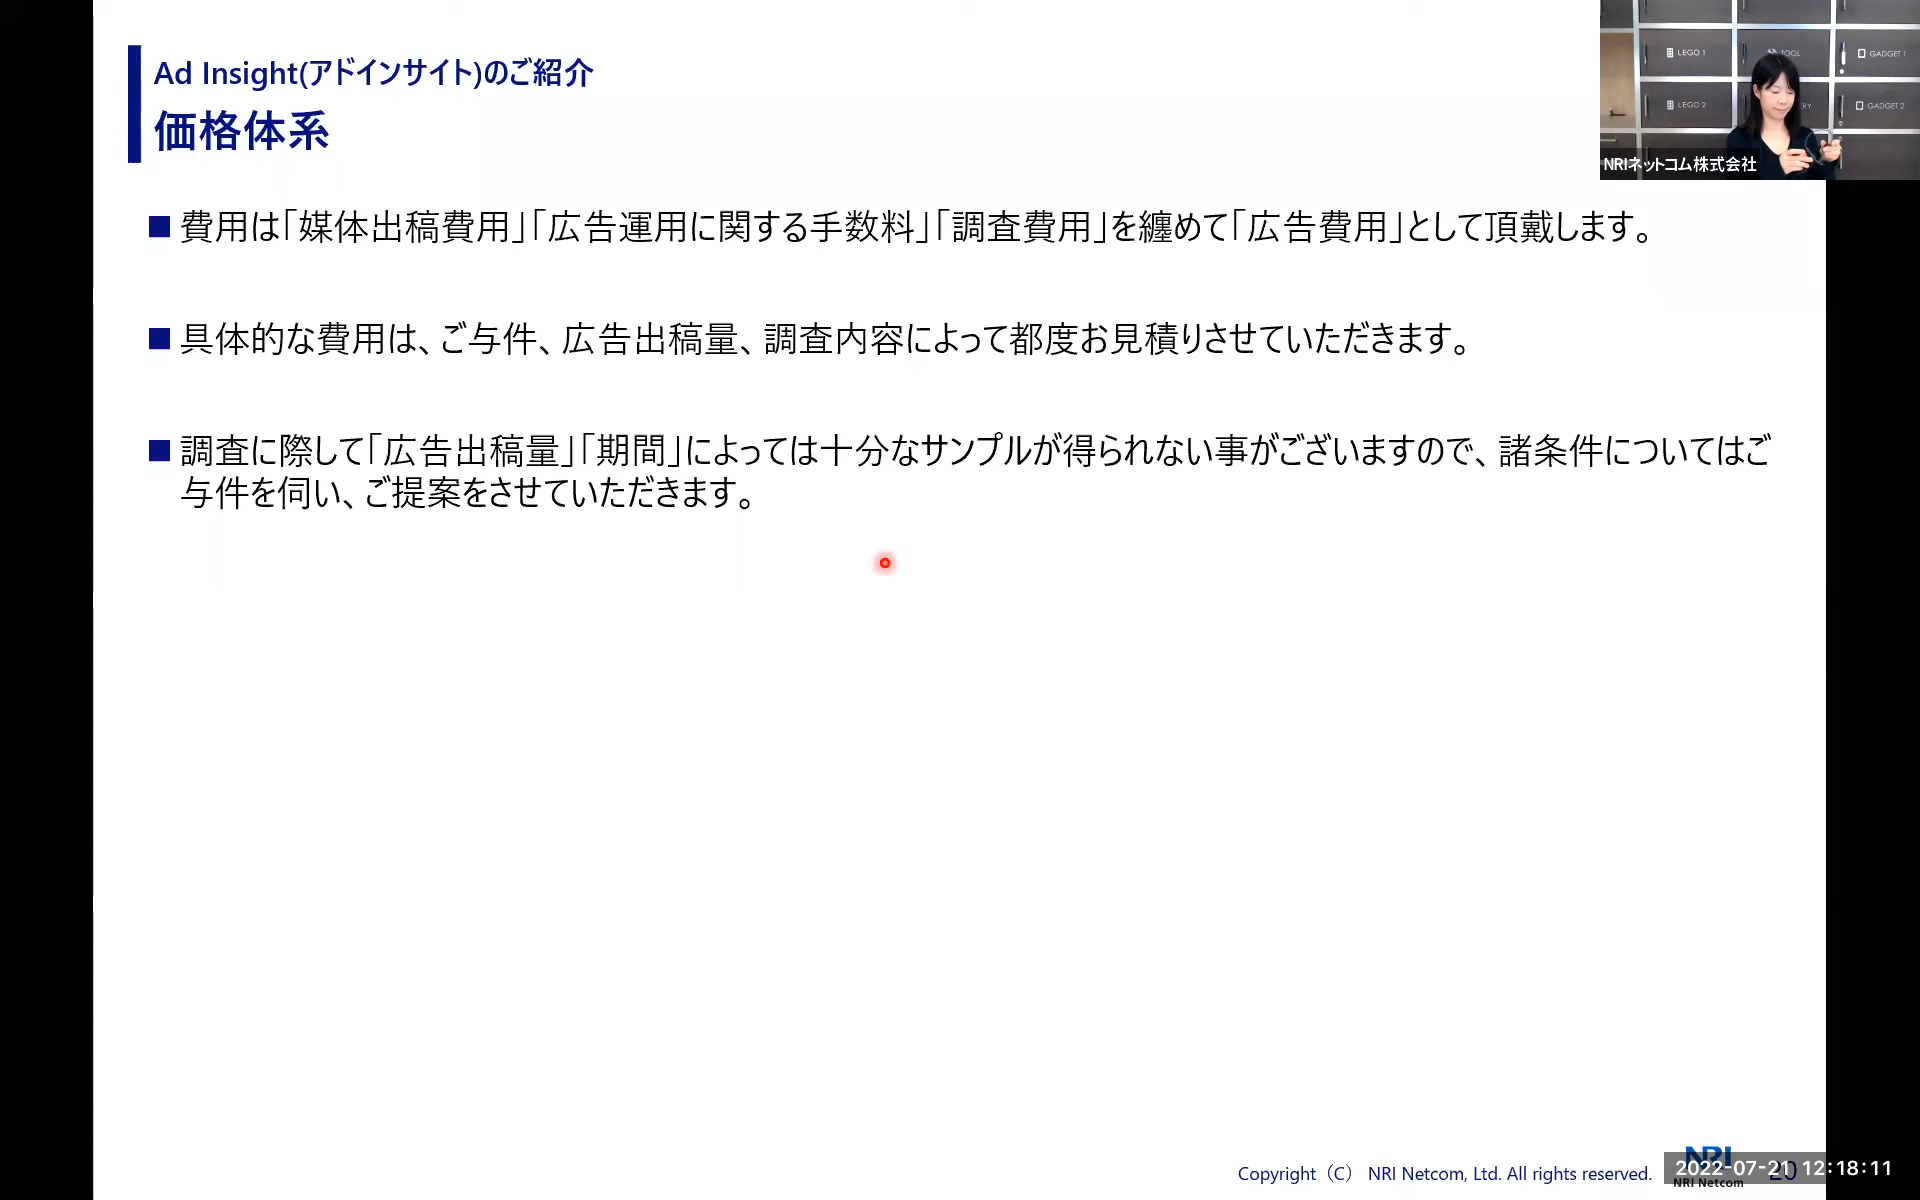 Ad Insight(アドインサイト)のご紹介
価格体系
LEGO 1
TOOL
GADGET 1
LEGO 2
GADGET 2
NRIネットコム株式会社
■ 費用は「媒体出稿費用」「広告運用に関する手数料」「調査費用」を纏めて「広告費用」として頂戴します。
■ 具体的な費用は、ご与件、広告出稿量、調査内容によって都度お見積りさせていただきます。
■ 調査に際して「広告出稿量」「期間」によっては十分なサンプルが得られない事がございますので、諸条件についてはご
与件を伺い、ご提案をさせていただきます。
Copyright（C） NRI Netcom, Ltd. All rights reserved.
NRI
NRI Netcom
20
2022-07-21 12:18:11